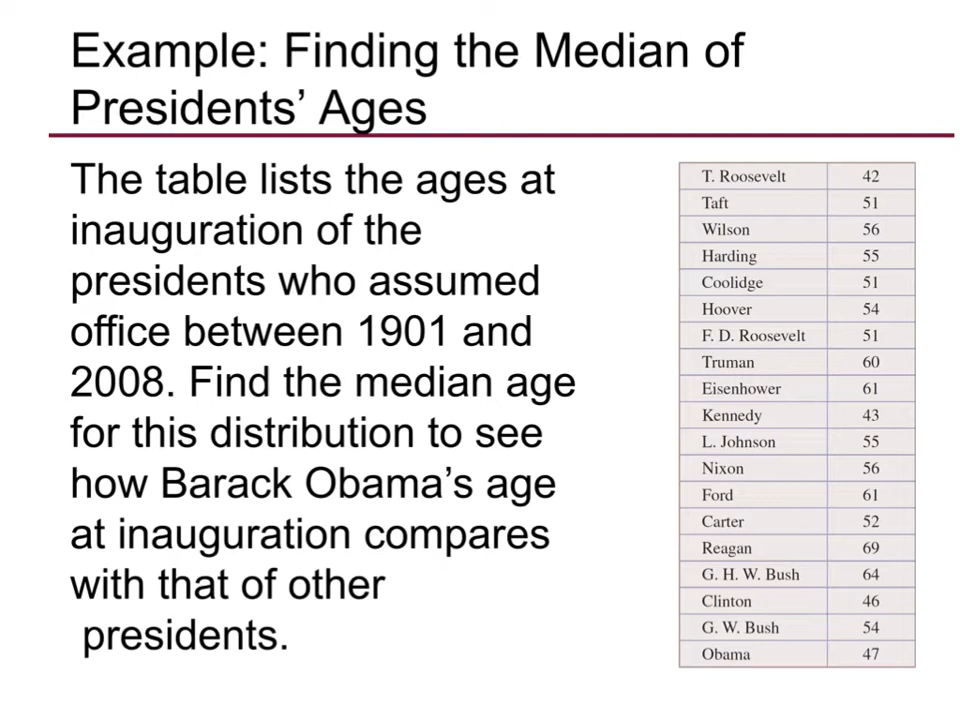 Example: Finding the Median of
Presidents’ Ages
The table lists the ages at
inauguration of the
presidents who assumed
office between 1901 and
2008. Find the median age
for this distribution to see
how Barack Obama’s age
at inauguration compares
with that of other
presidents.
T. Roosevelt 42
Taft 51
Wilson 56
Harding 55
Coolidge 51
Hoover 54
F. D. Roosevelt 51
Truman 60
Eisenhower 61
Kennedy 43
L. Johnson 55
Nixon 56
Ford 61
Carter 52
Reagan 69
G. H. W. Bush 64
Clinton 46
G. W. Bush 54
Obama 47